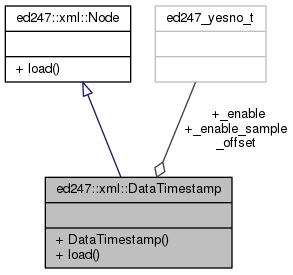 ed247::xml::Node
ed247_yesno_t
+ load()
+_enable
+_enable_sample
_offset
ed247::xml::DataTimestamp
+ DataTimestamp()
+ load()